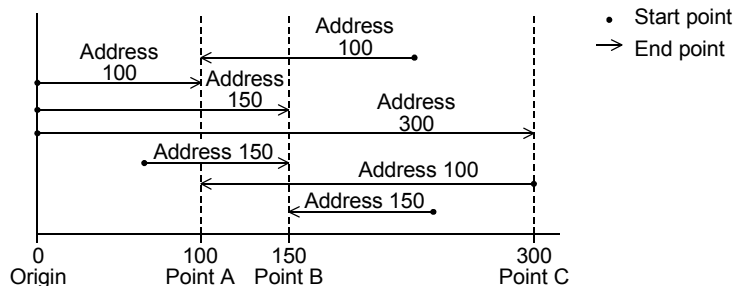 Start point
End point
Address
100
Address
100
Address
150
Address
300
Address 150
Address 100
Address 150
0 100 150 300
Origin Point A Point B Point C